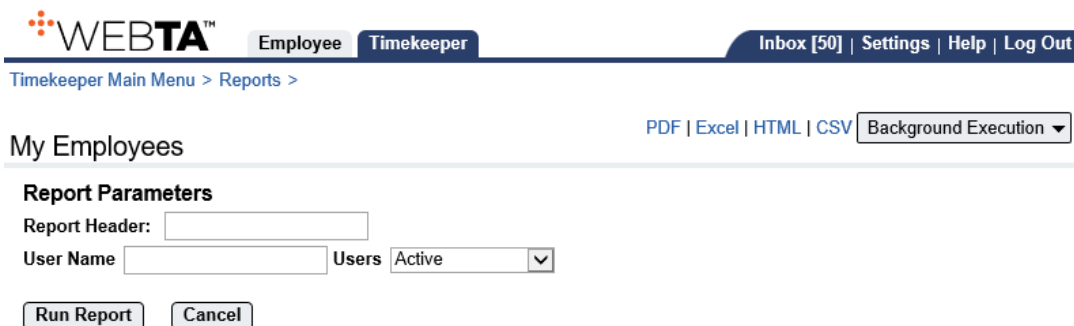 WEBTA™ Employee Timekeeper Inbox [50] | Settings | Help | Log Out
Timekeeper Main Menu > Reports >
PDF | Excel | HTML | CSV Background Execution
My Employees
Report Parameters
Report Header:
User Name Users Active
Run Report Cancel